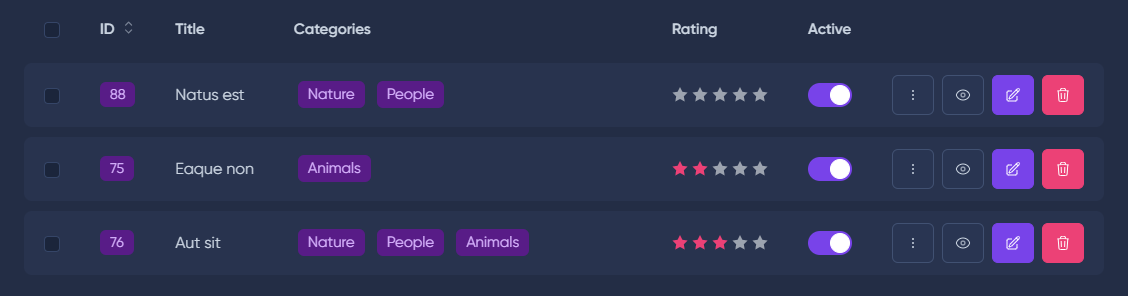 ID Title Categories Rating Active
88 Natus est Nature People
75 Eaque non Animals
76 Aut sit Nature People Animals